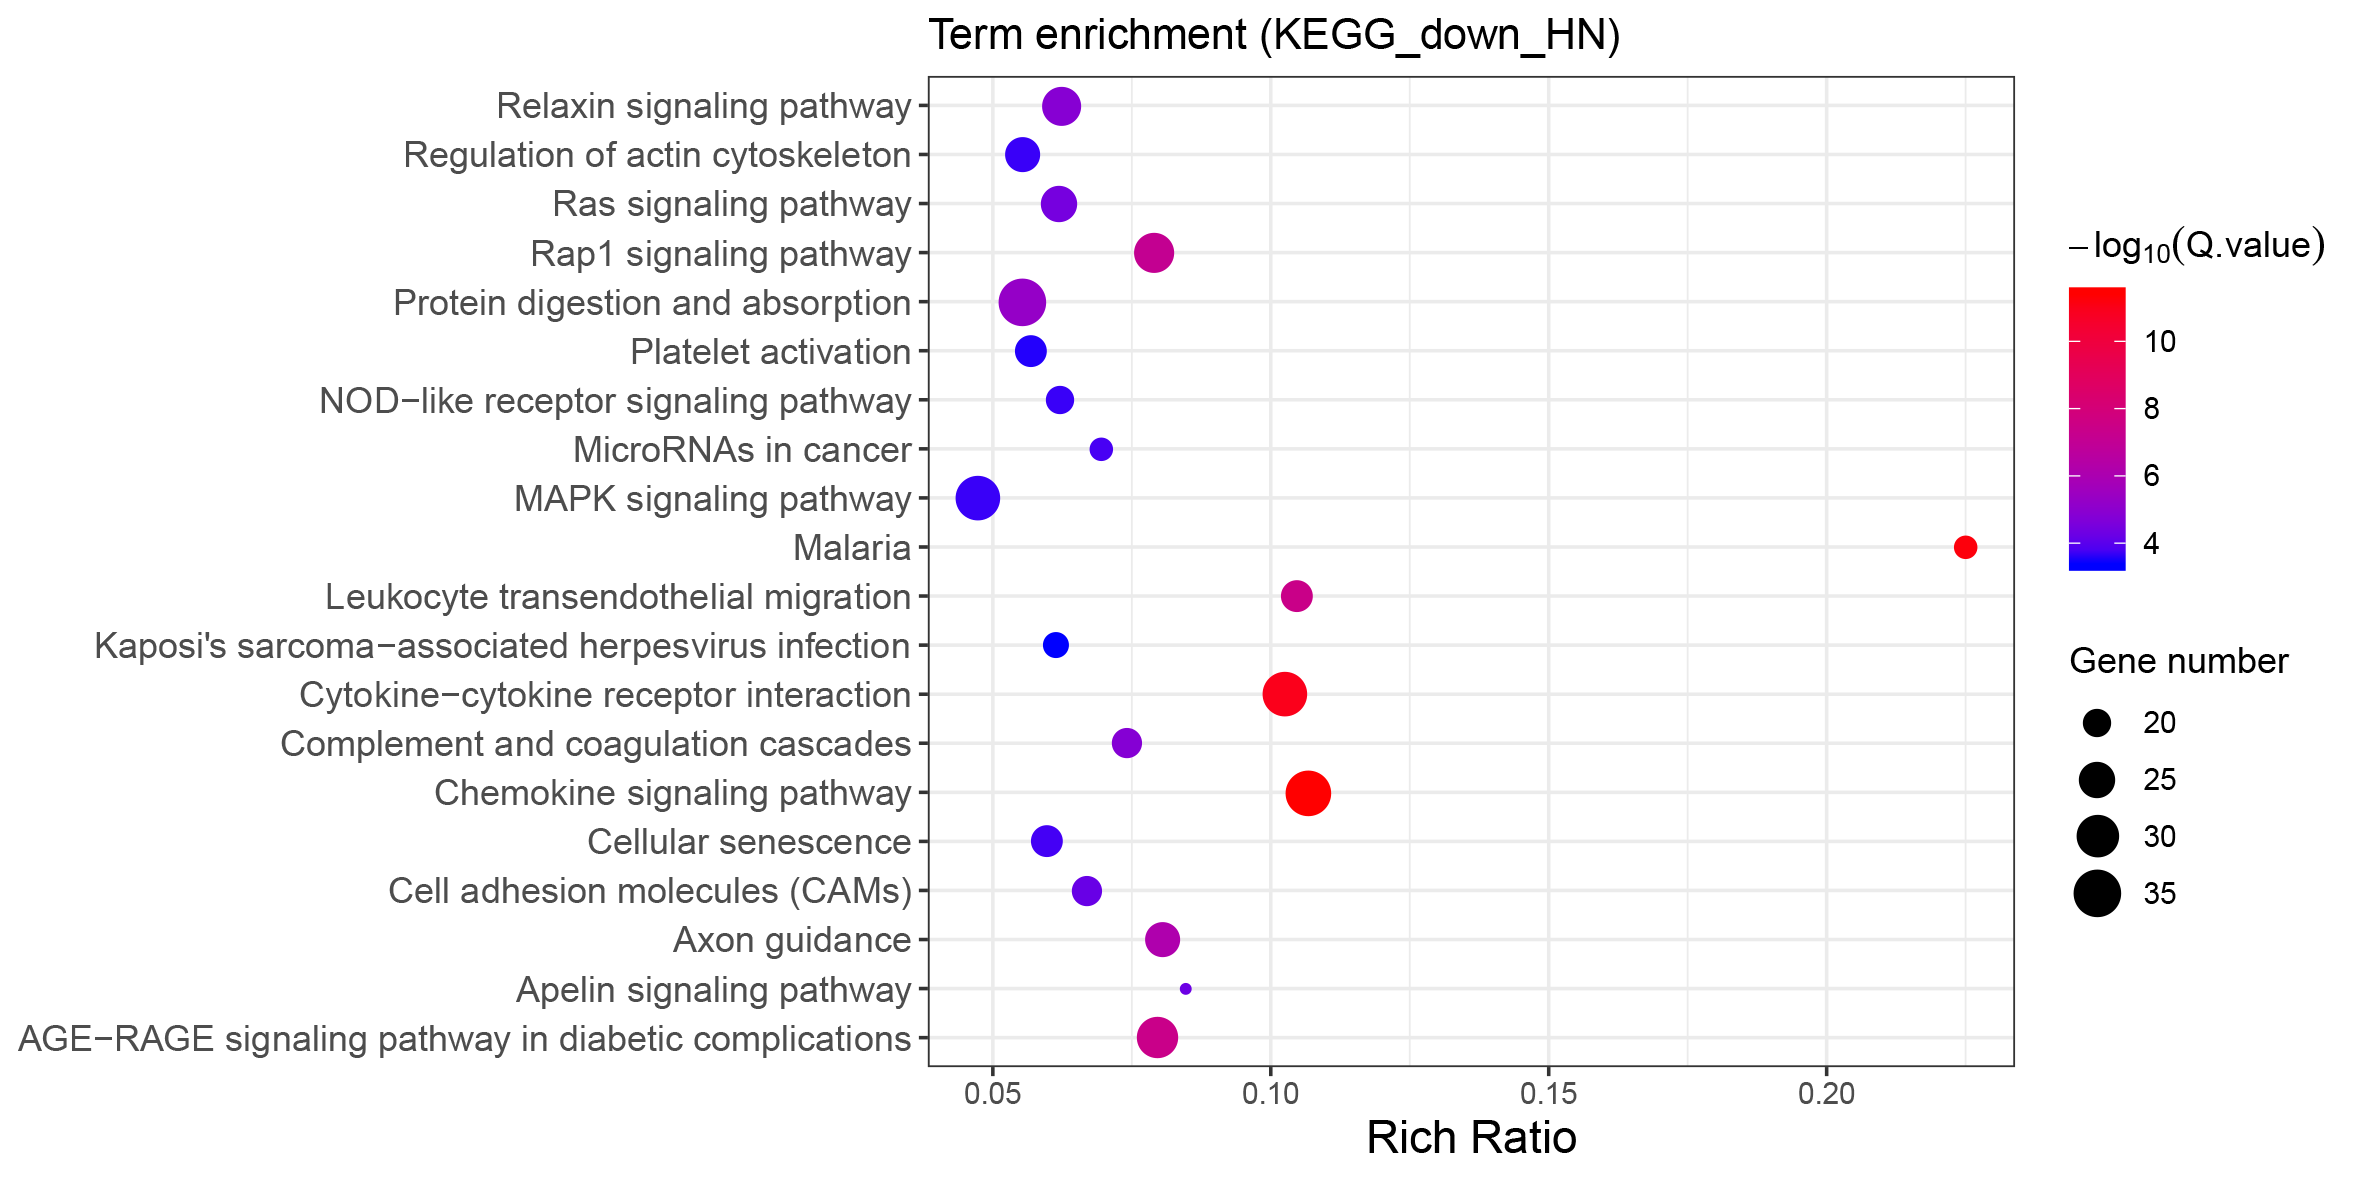 Term enrichment (KEGG_down_HN)
Relaxin signaling pathway
Regulation of actin cytoskeleton
Ras signaling pathway
Rap1 signaling pathway
Protein digestion and absorption
Platelet activation
NOD−like receptor signaling pathway
MicroRNAs in cancer
MAPK signaling pathway
Malaria
Leukocyte transendothelial migration
Kaposi's sarcoma−associated herpesvirus infection
Cytokine−cytokine receptor interaction
Complement and coagulation cascades
Chemokine signaling pathway
Cellular senescence
Cell adhesion molecules (CAMs)
Axon guidance
Apelin signaling pathway
AGE−RAGE signaling pathway in diabetic complications
0.05 0.10 0.15 0.20
Rich Ratio
−log₁₀(Q.value)
10
8
6
4
Gene number
20
25
30
35